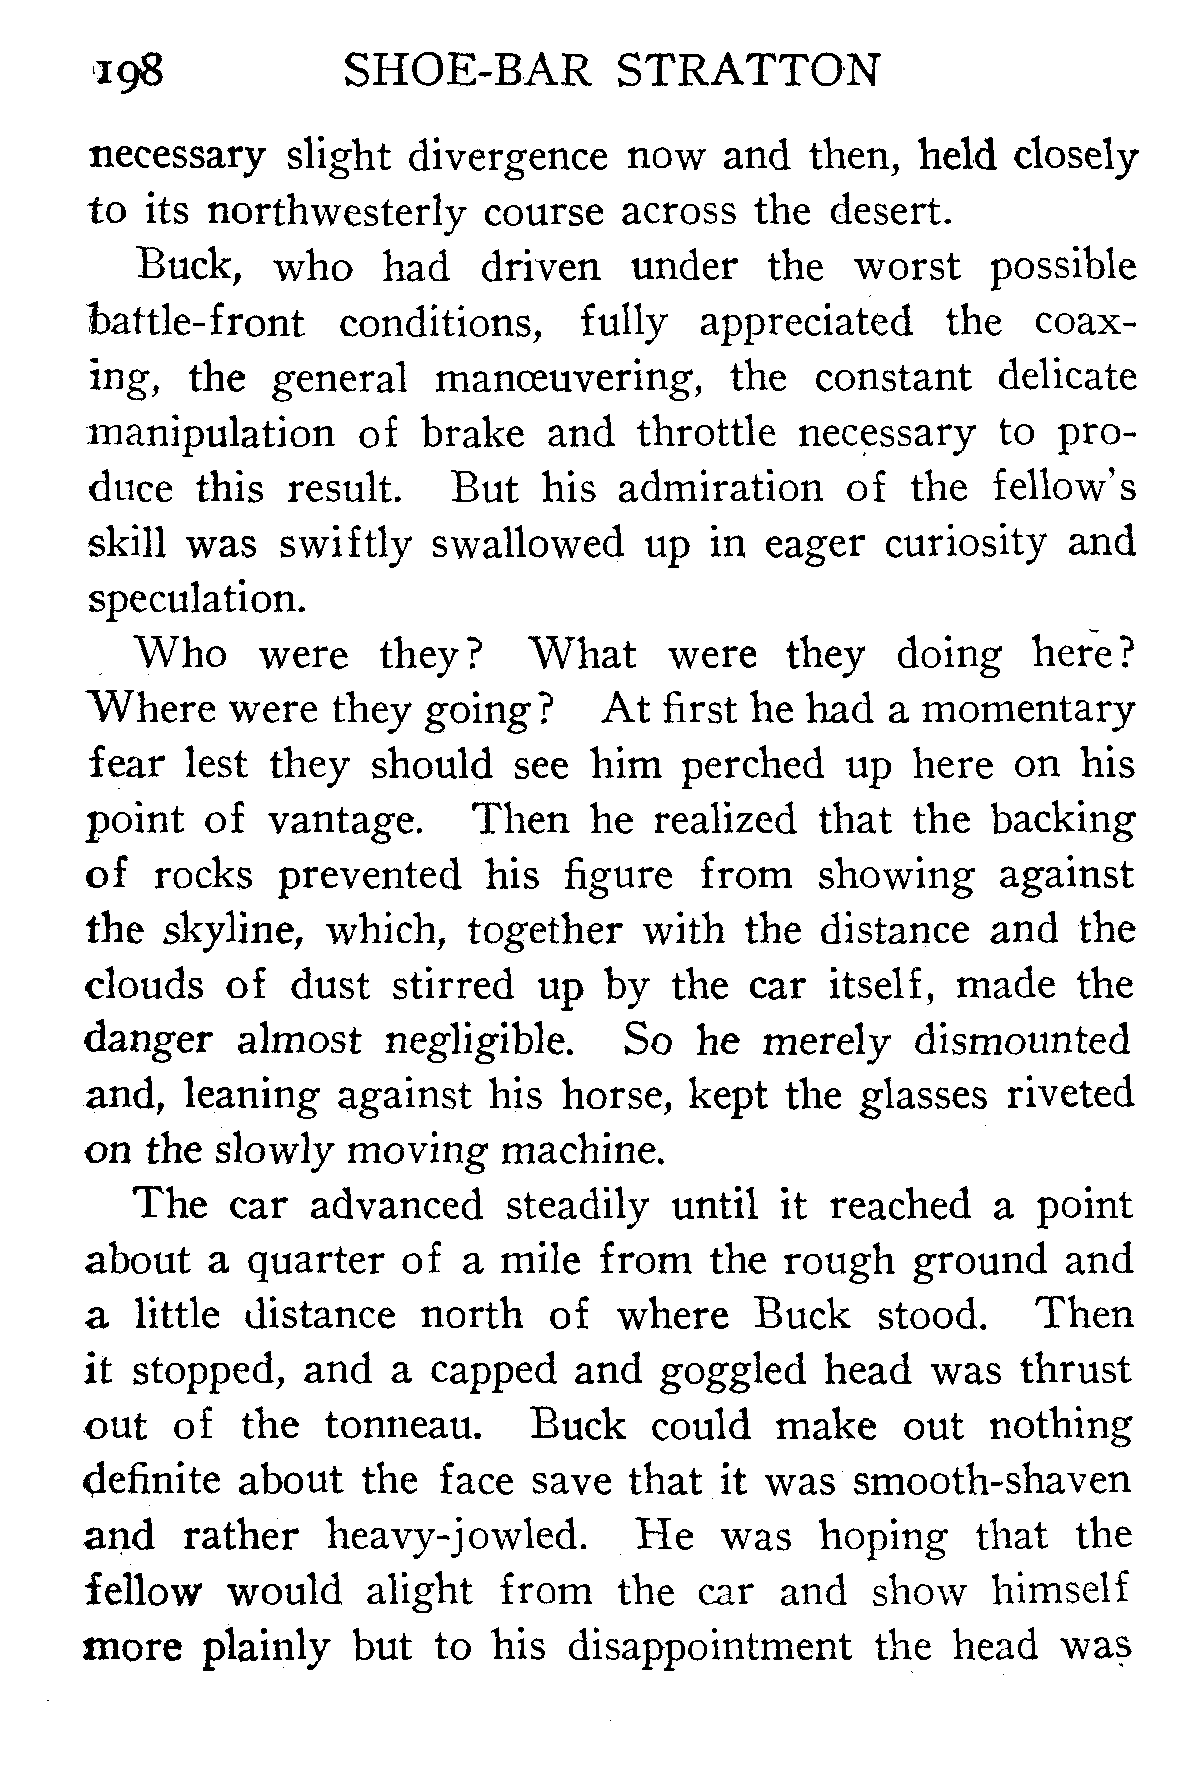 198 SHOE-BAR STRATTON
necessary slight divergence now and then, held closely
to its northwesterly course across the desert.
Buck, who had driven under the worst possible
battle-front conditions, fully appreciated the coax-
ing, the general manœuvering, the constant delicate
manipulation of brake and throttle necessary to pro-
duce this result. But his admiration of the fellow's
skill was swiftly swallowed up in eager curiosity and
speculation.
Who were they? What were they doing here?
Where were they going? At first he had a momentary
fear lest they should see him perched up here on his
point of vantage. Then he realized that the backing
of rocks prevented his figure from showing against
the skyline, which, together with the distance and the
clouds of dust stirred up by the car itself, made the
danger almost negligible. So he merely dismounted
and, leaning against his horse, kept the glasses riveted
on the slowly moving machine.
The car advanced steadily until it reached a point
about a quarter of a mile from the rough ground and
a little distance north of where Buck stood. Then
it stopped, and a capped and goggled head was thrust
out of the tonneau. Buck could make out nothing
definite about the face save that it was smooth-shaven
and rather heavy-jowled. He was hoping that the
fellow would alight from the car and show himself
more plainly but to his disappointment the head was